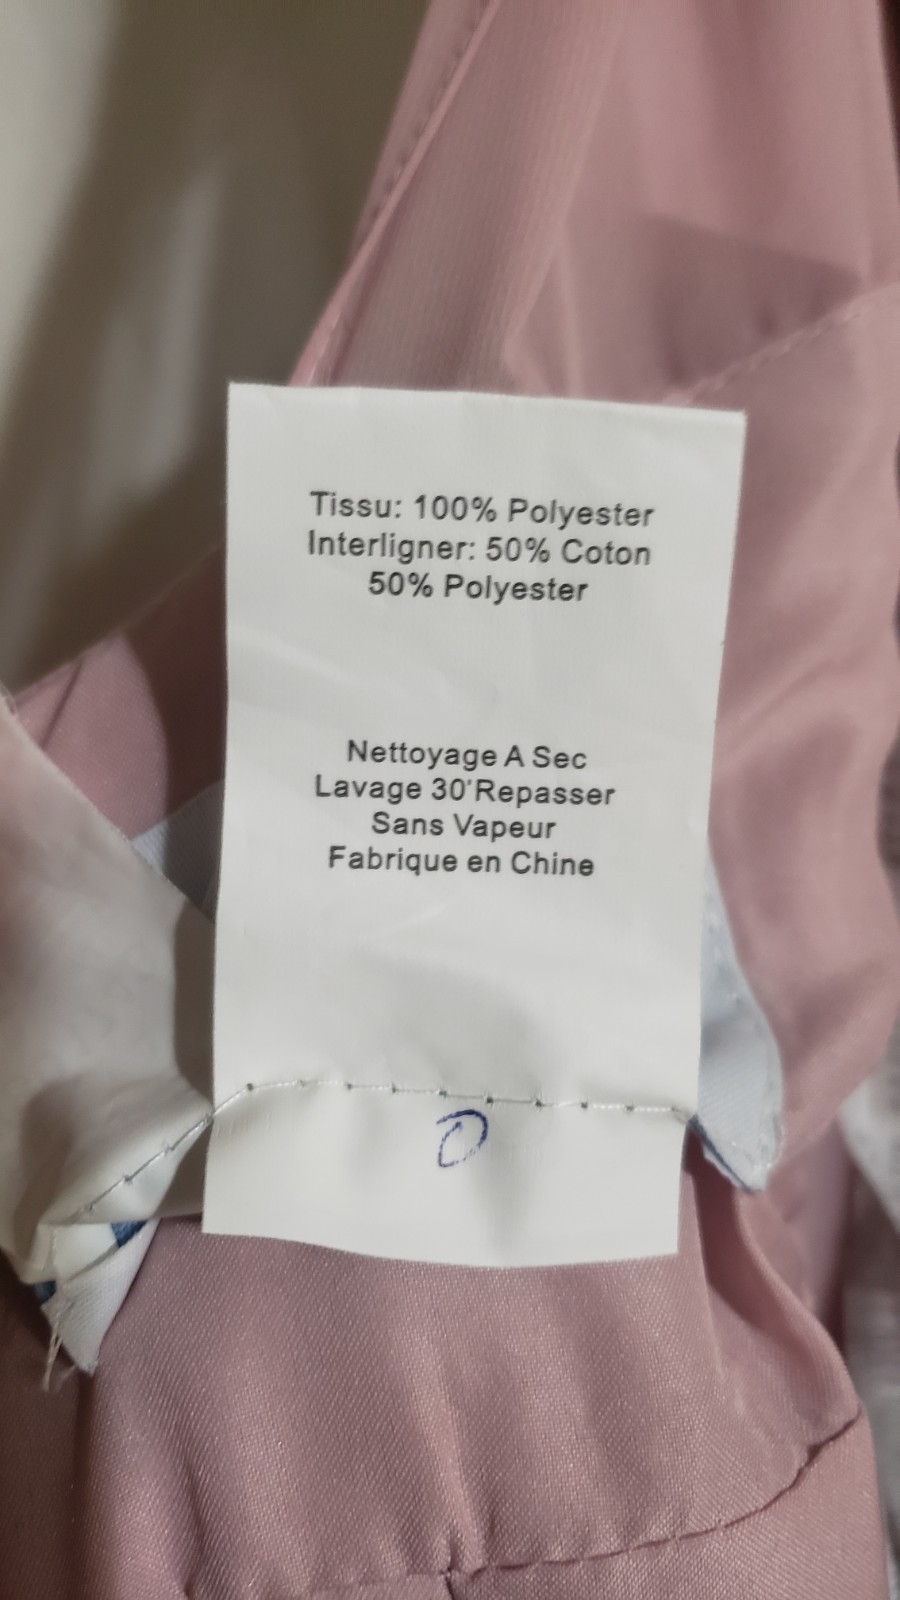 Tissu: 100% Polyester
Interligner: 50% Coton
50% Polyester
Nettoyage A Sec
Lavage 30'Repasser
Sans Vapeur
Fabrique en Chine